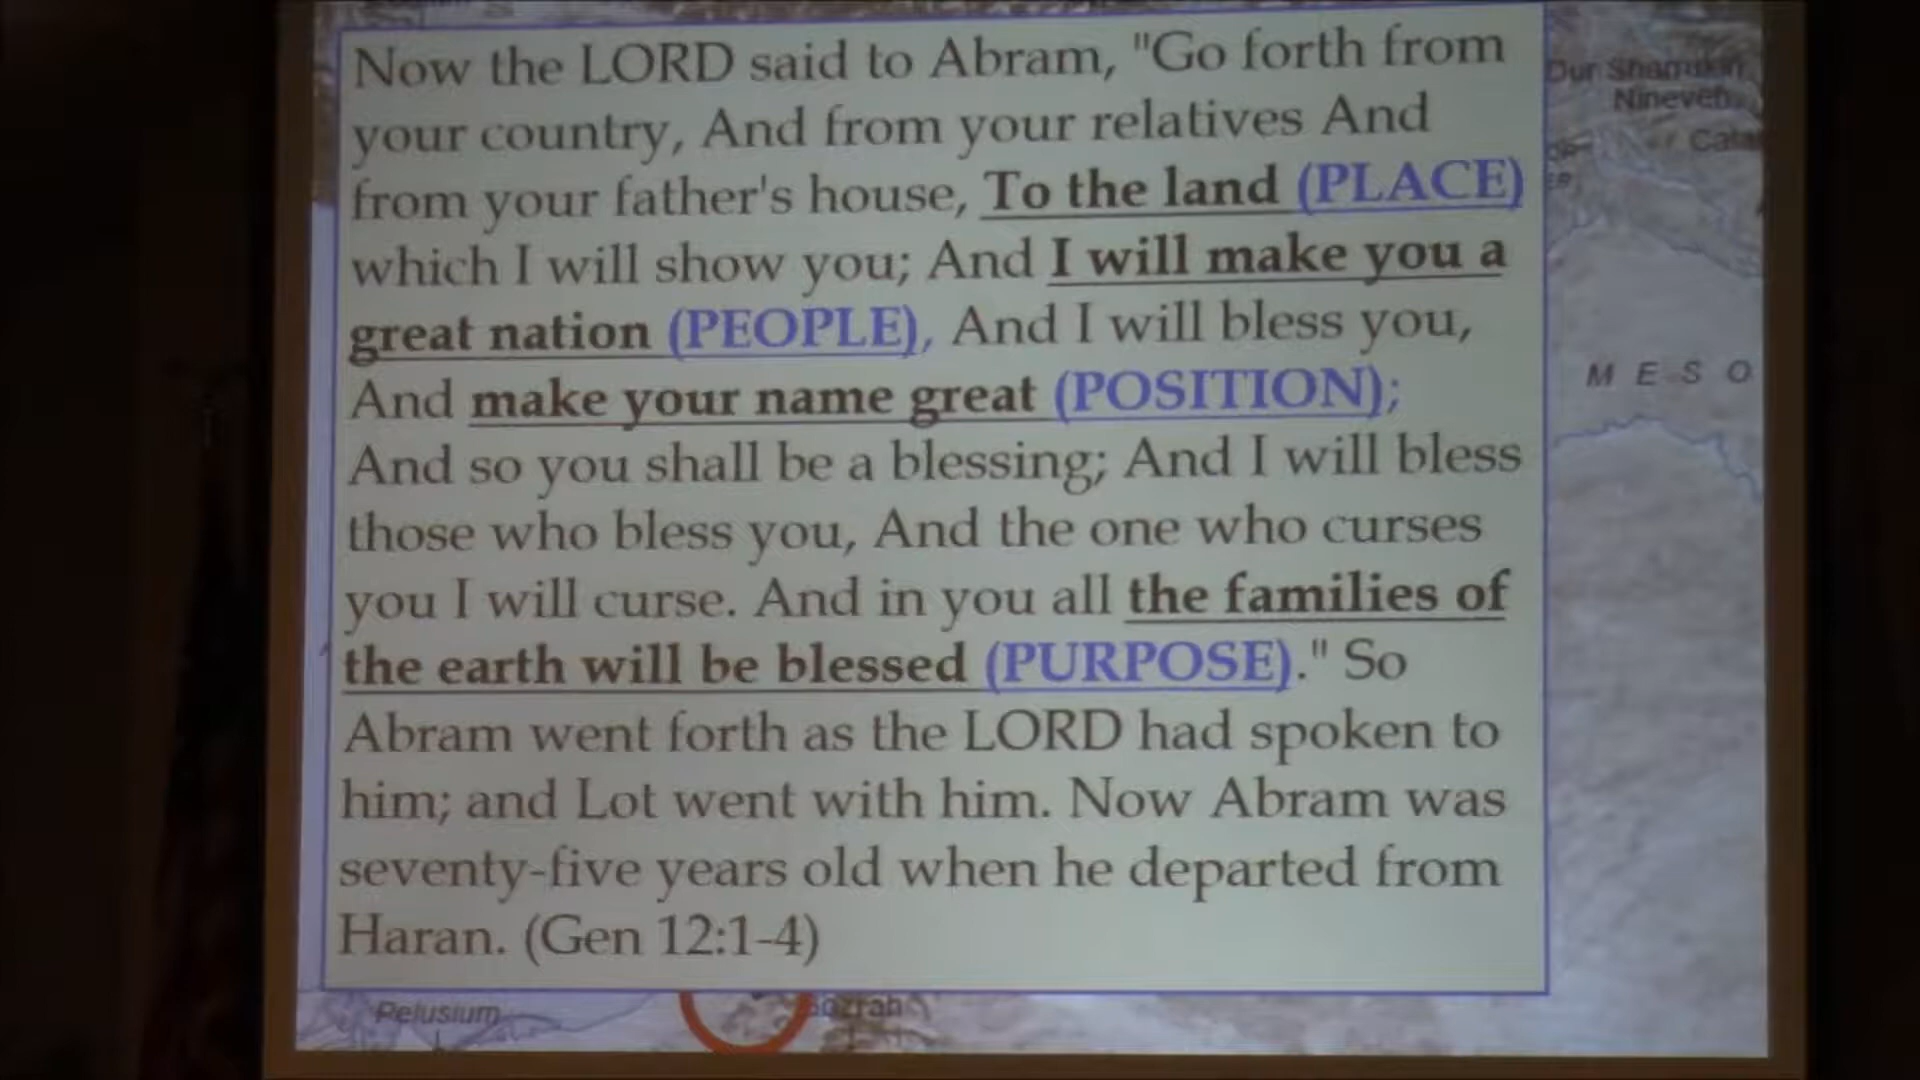 Now the LORD said to Abram, "Go forth from
your country, And from your relatives And
from your father's house, To the land (PLACE)
which I will show you; And I will make you a
great nation (PEOPLE), And I will bless you,
And make your name great (POSITION);
And so you shall be a blessing; And I will bless
those who bless you, And the one who curses
you I will curse. And in you all the families of
the earth will be blessed (PURPOSE)." So
Abram went forth as the LORD had spoken to
him; and Lot went with him. Now Abram was
seventy-five years old when he departed from
Haran. (Gen 12:1-4)
Dur Sharrukin
Nineveh
M E S O
Pelusium
Bozrah